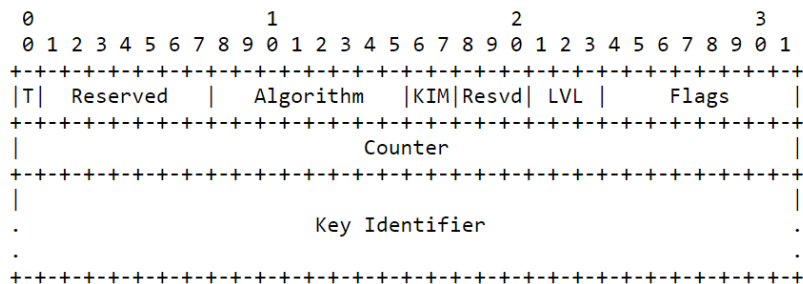 0                   1                   2                   3
 0 1 2 3 4 5 6 7 8 9 0 1 2 3 4 5 6 7 8 9 0 1 2 3 4 5 6 7 8 9 0 1
+-+-+-+-+-+-+-+-+-+-+-+-+-+-+-+-+-+-+-+-+-+-+-+-+-+-+-+-+-+-+-+-+
|T|  Reserved   |   Algorithm   |KIM|Resvd| LVL |     Flags     |
+-+-+-+-+-+-+-+-+-+-+-+-+-+-+-+-+-+-+-+-+-+-+-+-+-+-+-+-+-+-+-+-+
|                            Counter                            |
+-+-+-+-+-+-+-+-+-+-+-+-+-+-+-+-+-+-+-+-+-+-+-+-+-+-+-+-+-+-+-+-+
|                                                               |
.                        Key Identifier                         .
.                                                               .
+-+-+-+-+-+-+-+-+-+-+-+-+-+-+-+-+-+-+-+-+-+-+-+-+-+-+-+-+-+-+-+-+